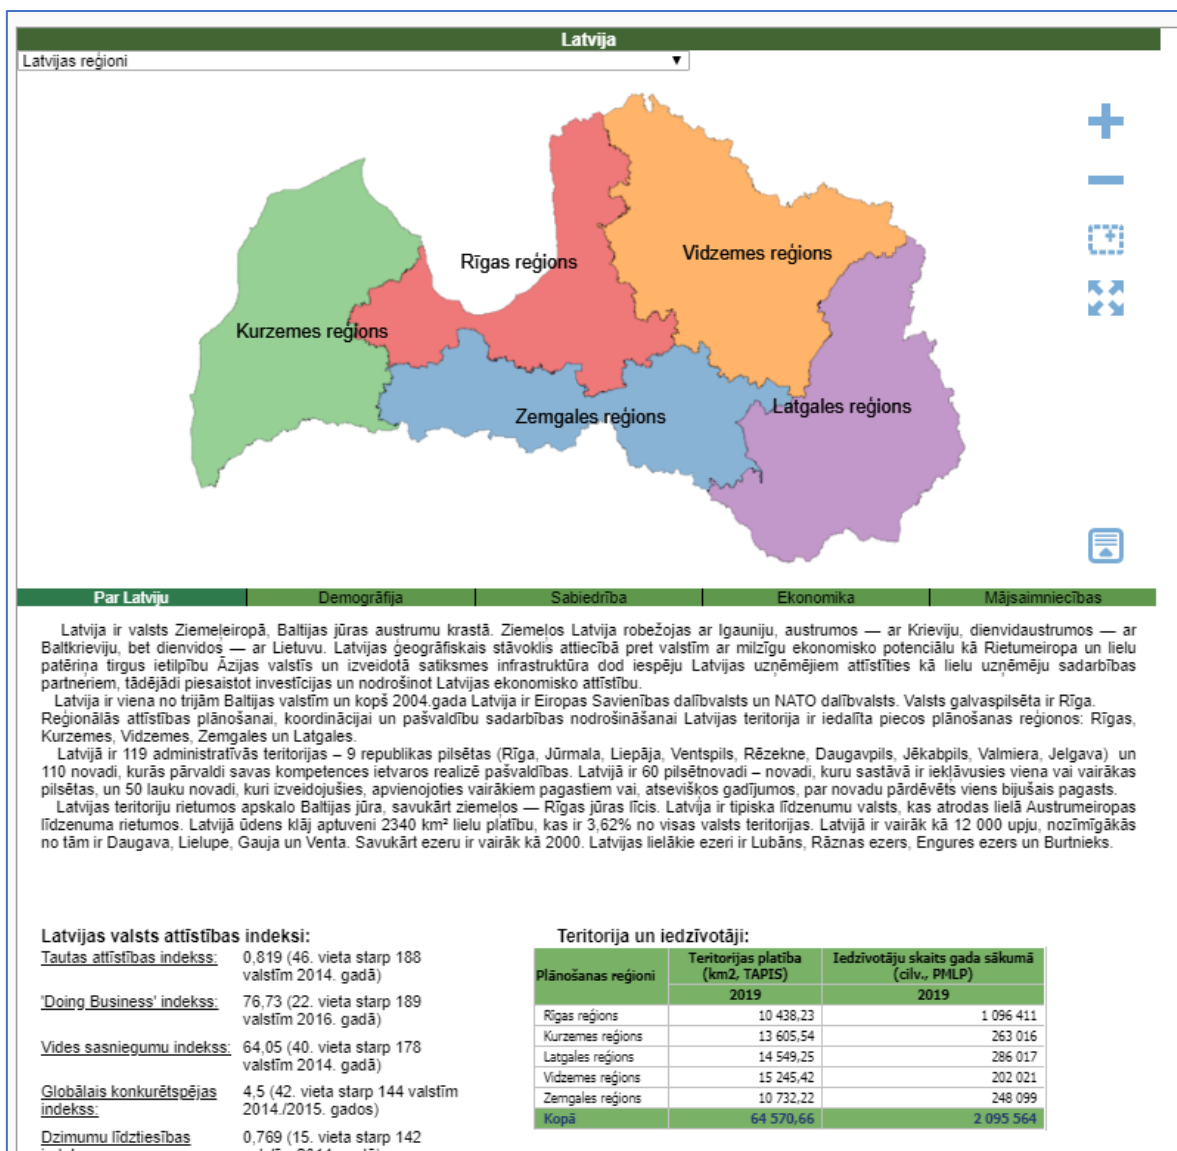 Latvija
Latvijas reģioni
Rīgas reģions
Vidzemes reģions
Kurzemes reģions
Zemgales reģions
Latgales reģions
Par Latviju
Demogrāfija
Sabiedrība
Ekonomika
Mājsaimniecības
Latvija ir valsts Ziemeļeiropā, Baltijas jūras austrumu krastā. Ziemeļos Latvija robežojas ar Igauniju, austrumos — ar Krieviju, dienvidaustrumos — ar
Baltkrieviju, bet dienvidos — ar Lietuvu. Latvijas ģeogrāfiskais stāvoklis attiecībā pret valstīm ar milzīgu ekonomisko potenciālu kā Rietumeiropa un lielu
patēriņa tirgus ietilpību Āzijas valstīs un izveidotā satiksmes infrastruktūra dod iespēju Latvijas uzņēmējiem attīstīties kā lielu uzņēmēju sadarbības
partneriem, tādējādi piesaistot investīcijas un nodrošinot Latvijas ekonomisko attīstību.
Latvija ir viena no trijām Baltijas valstīm un kopš 2004.gada Latvija ir Eiropas Savienības dalībvalsts un NATO dalībvalsts. Valsts galvaspilsēta ir Rīga.
Reģionālās attīstības plānošanai, koordinācijai un pašvaldību sadarbības nodrošināšanai Latvijas teritorija ir iedalīta piecos plānošanas reģionos: Rīgas,
Kurzemes, Vidzemes, Zemgales un Latgales.
Latvijā ir 119 administratīvās teritorijas – 9 republikas pilsētas (Rīga, Jūrmala, Liepāja, Ventspils, Rēzekne, Daugavpils, Jēkabpils, Valmiera, Jelgava) un
110 novadi, kurās pārvaldi savas kompetences ietvaros realizē pašvaldības. Latvijā ir 60 pilsētnovadi – novadi, kuru sastāvā ir iekļāvusies viena vai vairākas
pilsētas, un 50 lauku novadi, kuri izveidojušies, apvienojoties vairākiem pagastiem vai, atsevišķos gadījumos, par novadu pārdēvēts viens bijušais pagasts.
Latvijas teritoriju rietumos apskalo Baltijas jūra, savukārt ziemeļos — Rīgas jūras līcis. Latvija ir tipiska līdzenumu valsts, kas atrodas lielā Austrumeiropas
līdzenuma rietumos. Latvijā ūdens klāj aptuveni 2340 km² lielu platību, kas ir 3,62% no visas valsts teritorijas. Latvijā ir vairāk kā 12 000 upju, nozīmīgākās
no tām ir Daugava, Lielupe, Gauja un Venta. Savukārt ezeru ir vairāk kā 2000. Latvijas lielākie ezeri ir Lubāns, Rāznas ezers, Engures ezers un Burtnieks.
Latvijas valsts attīstības indeksi:
Tautas attīstības indekss: 0,819 (46. vieta starp 188
valstīm 2014. gadā)
'Doing Business' indekss: 76,73 (22. vieta starp 189
valstīm 2016. gadā)
Vides sasniegumu indekss: 64,05 (40. vieta starp 178
valstīm 2014. gadā)
Globālais konkurētspējas 4,5 (42. vieta starp 144 valstīm
indekss: 2014./2015. gados)
Dzimumu līdztiesības 0,769 (15. vieta starp 142
Teritorija un iedzīvotāji:
Plānošanas reģioni
Teritorijas platība
(km2, TAPIS)
Iedzīvotāju skaits gada sākumā
(cilv., PMLP)
2019 2019
Rīgas reģions 10 438,23 1 096 411
Kurzemes reģions 13 605,54 263 016
Latgales reģions 14 549,25 286 017
Vidzemes reģions 15 245,42 202 021
Zemgales reģions 10 732,22 248 099
Kopā 64 570,66 2 095 564